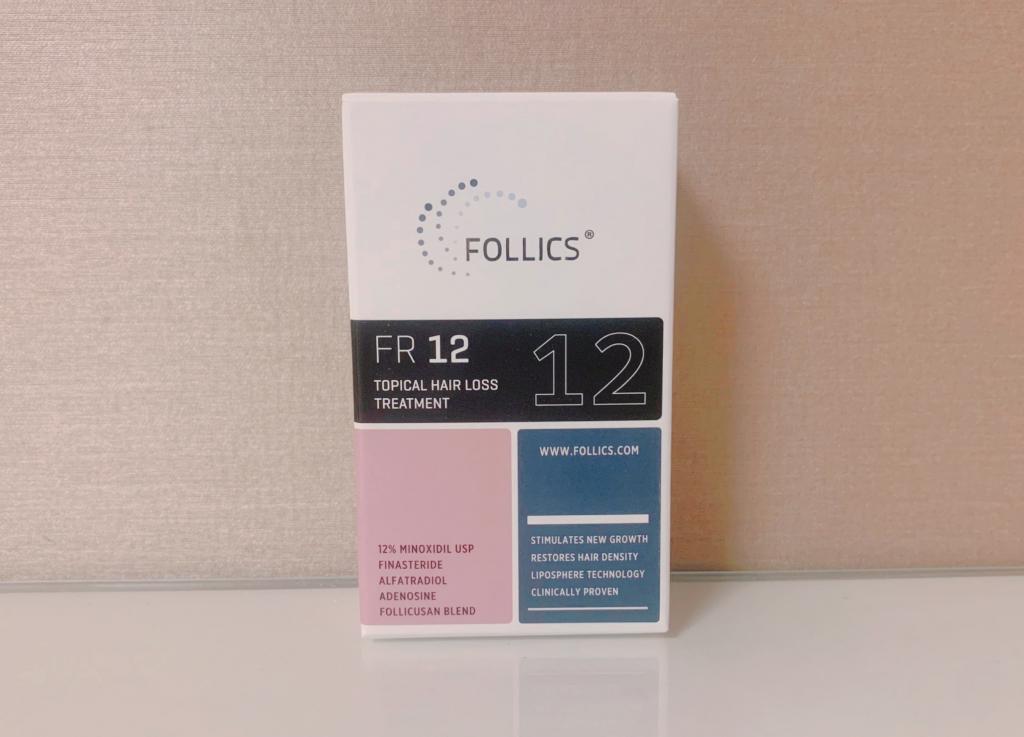 FOLLICS®
FR 12
12
TOPICAL HAIR LOSS
TREATMENT
12% MINOXIDIL USP
FINASTERIDE
ALFATRADIOL
ADENOSINE
FOLLICUSAN BLEND
WWW.FOLLICS.COM
STIMULATES NEW GROWTH
RESTORES HAIR DENSITY
LIPOSPHERE TECHNOLOGY
CLINICALLY PROVEN